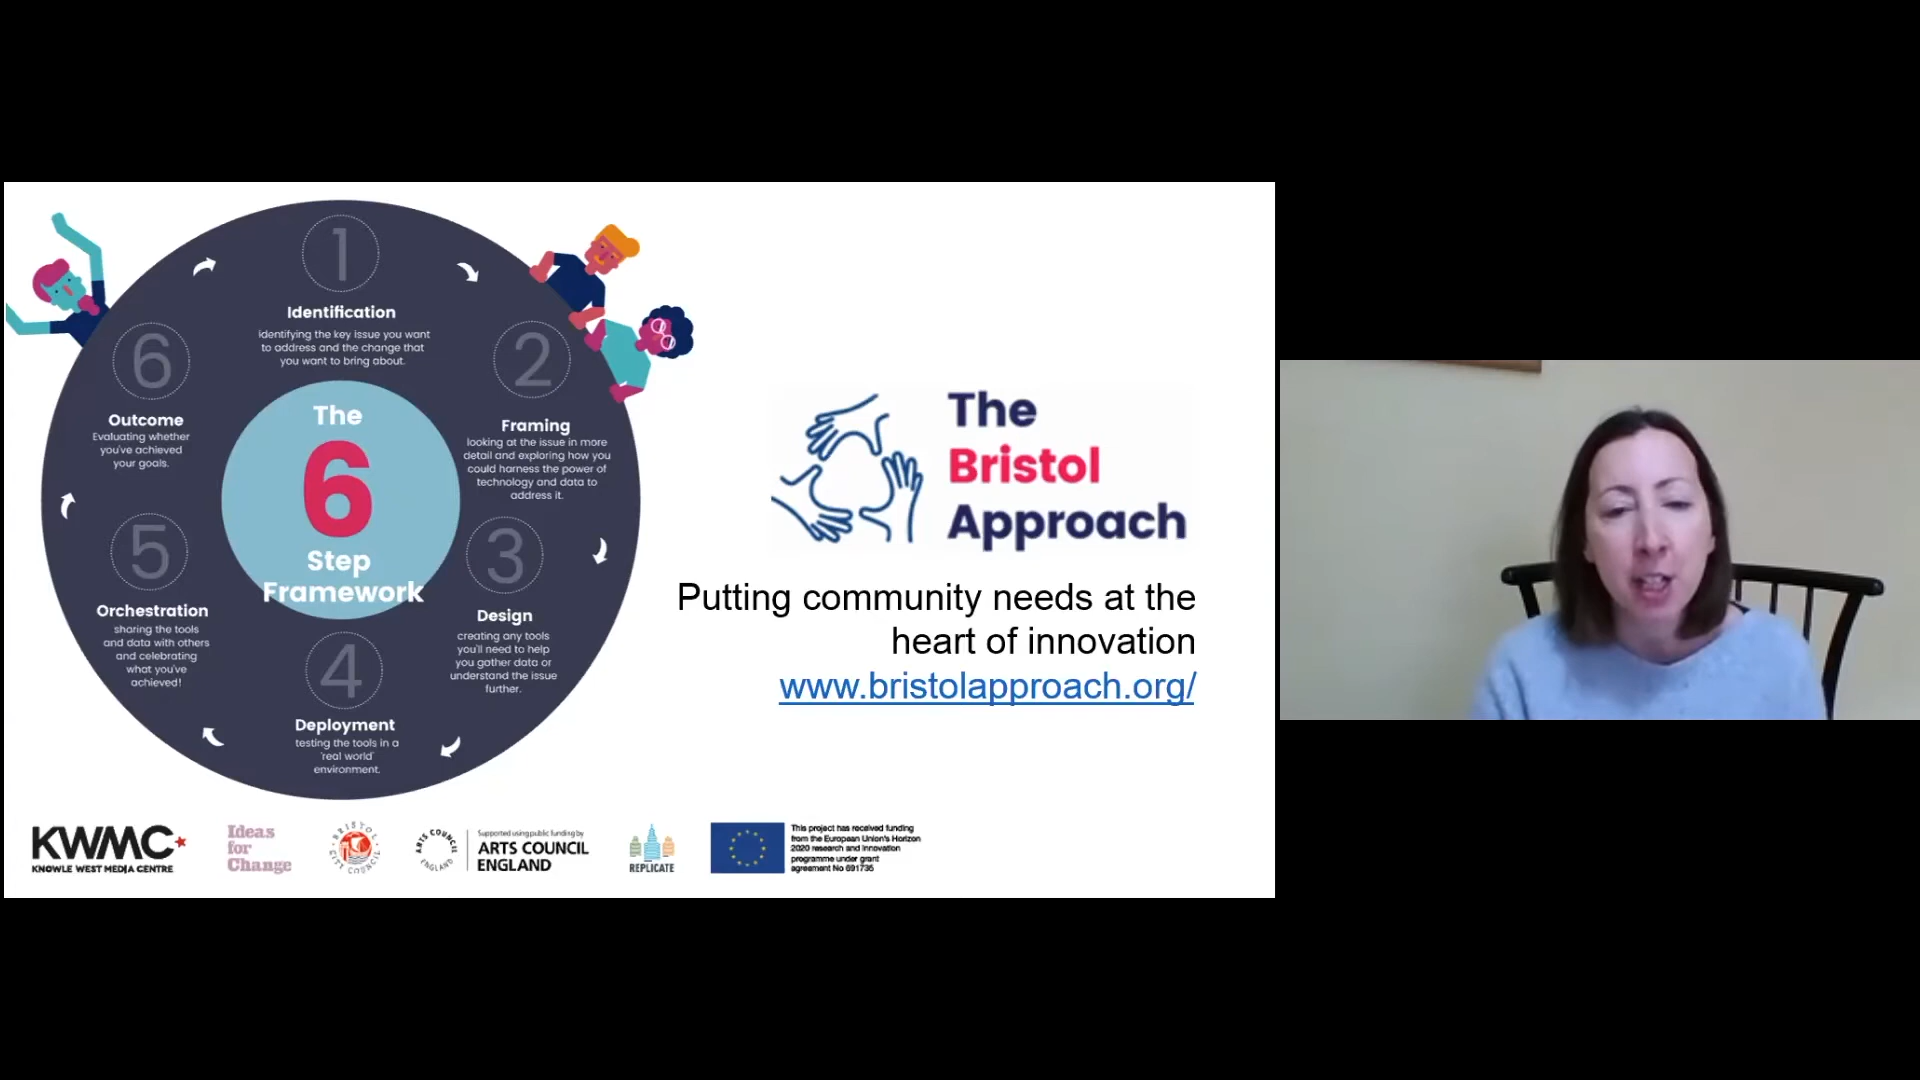 1
Identification
identifying the key issue you want
to address and the change that
you want to bring about.
2
Framing
looking at the issue in more
detail and exploring how you
could harness the power of
technology and data to
address it.
3
Design
creating any tools
you'll need to help
you gather data or
understand the issue
further.
4
Deployment
testing the tools in a
'real world'
environment.
5
Orchestration
sharing the tools
and data with others
and celebrating
what you've
achieved!
6
Outcome
Evaluating whether
you've achieved
your goals.
The
6
Step
Framework
The
Bristol
Approach
Putting community needs at the
heart of innovation
www.bristolapproach.org/
KWMC
KNOWLE WEST MEDIA CENTRE
Ideas
for
Change
BRISTOL
CITY COUNCIL
ARTS COUNCIL
ENGLAND
Supported using public funding by
ARTS COUNCIL
ENGLAND
REPLICATE
This project has received funding
from the European Union's Horizon
2020 research and innovation
programme under grant
agreement No 691735